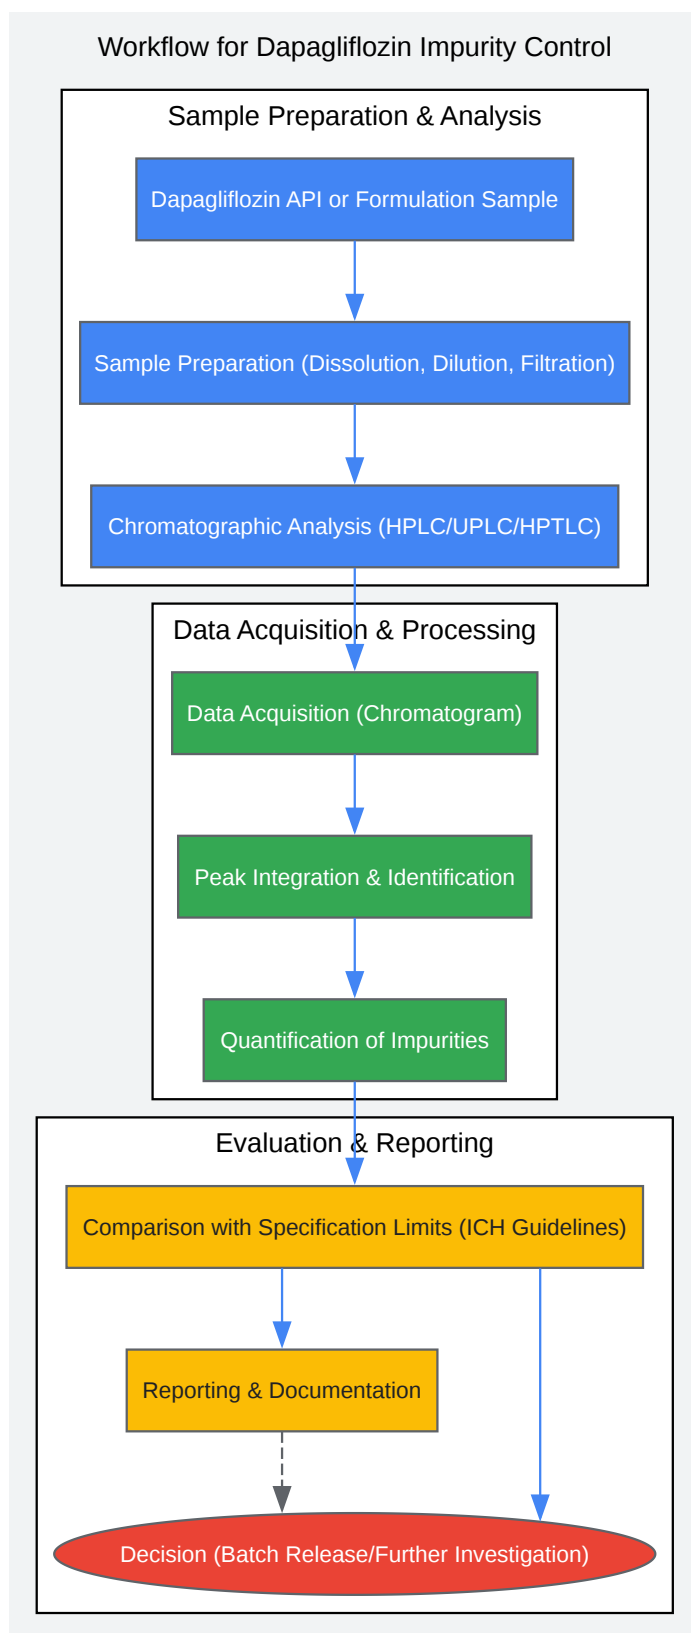 Workflow for Dapagliflozin Impurity Control
Sample Preparation & Analysis
Dapagliflozin API or Formulation Sample
Sample Preparation (Dissolution, Dilution, Filtration)
Chromatographic Analysis (HPLC/UPLC/HPTLC)
Data Acquisition & Processing
Data Acquisition (Chromatogram)
Peak Integration & Identification
Quantification of Impurities
Evaluation & Reporting
Comparison with Specification Limits (ICH Guidelines)
Reporting & Documentation
Decision (Batch Release/Further Investigation)